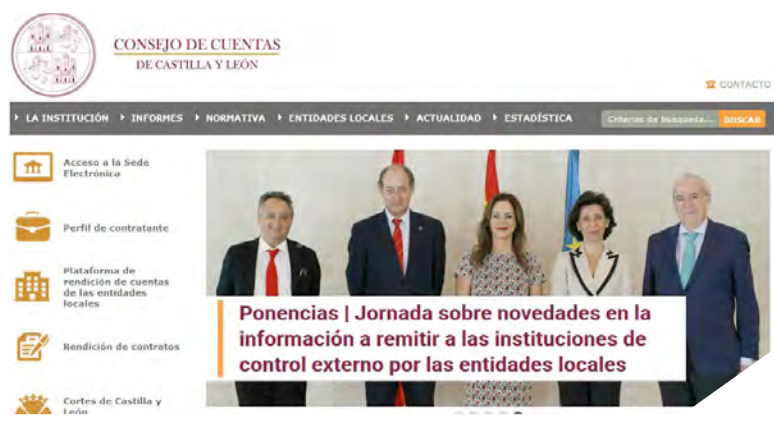 CONSEJO DE CUENTAS
DE CASTILLA Y LEÓN
CONTACTO
LA INSTITUCIÓN INFORMES NORMATIVA ENTIDADES LOCALES ACTUALIDAD ESTADÍSTICA Criterios de búsqueda... BUSCAR
Acceso a la Sede
Electrónica
Perfil de contratante
Plataforma de
rendición de cuentas
de las entidades
locales
Rendición de contratos
Cortes de Castilla y
León
Ponencias | Jornada sobre novedades en la
información a remitir a las instituciones de
control externo por las entidades locales